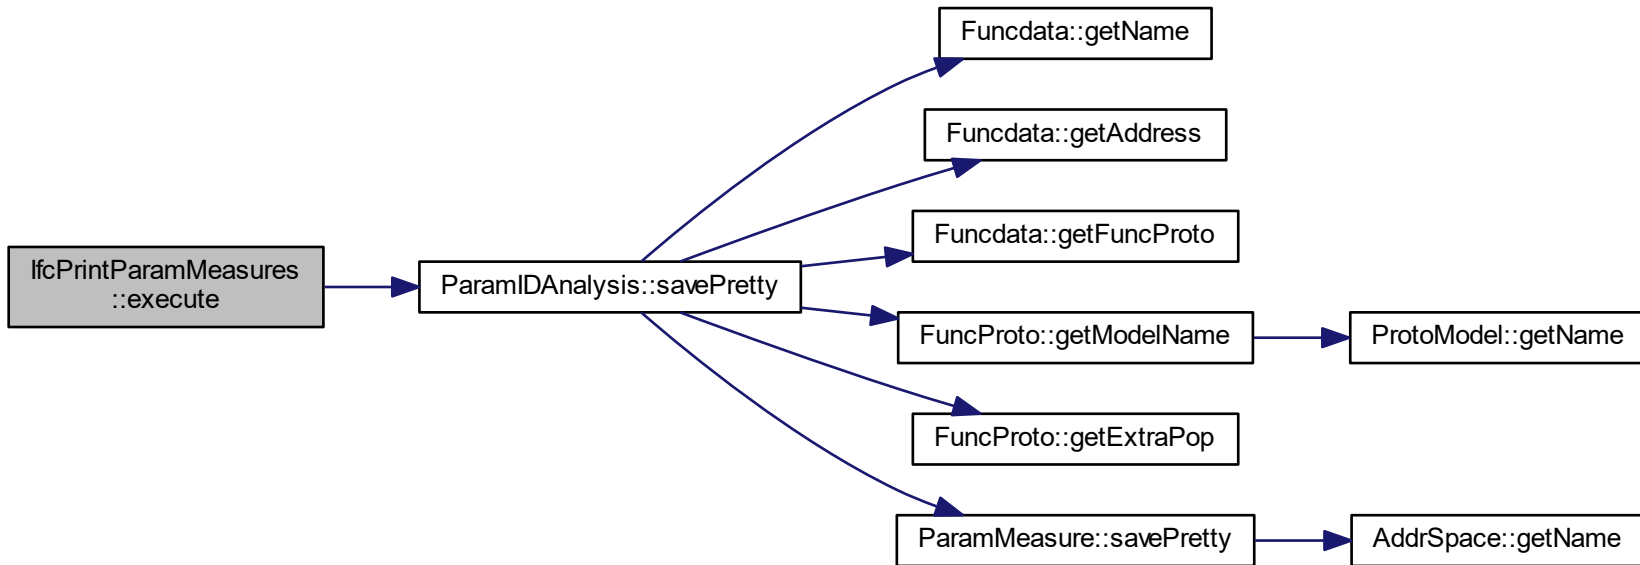 Funcdata::getName
Funcdata::getAddress
Funcdata::getFuncProto
IfcPrintParamMeasures
::execute
ParamIDAnalysis::savePretty
FuncProto::getModelName
ProtoModel::getName
FuncProto::getExtraPop
ParamMeasure::savePretty
AddrSpace::getName